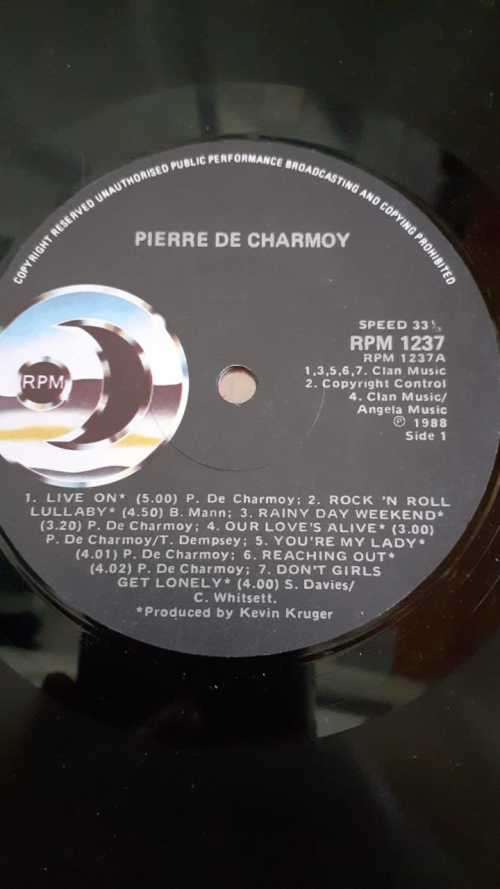 COPYRIGHT RESERVED UNAUTHORISED PUBLIC PERFORMANCE BROADCASTING AND COPYING PROHIBITED
PIERRE DE CHARMOY
SPEED 33⅓
RPM 1237
RPM 1237A
1,3,5,6,7. Clan Music
2. Copyright Control
4. Clan Music/
Angela Music
℗ 1988
Side 1
RPM
1. LIVE ON* (5.00) P. De Charmoy; 2. ROCK 'N ROLL
LULLABY* (4.50) B. Mann; 3. RAINY DAY WEEKEND*
(3.20) P. De Charmoy; 4. OUR LOVE'S ALIVE* (3.00)
P. De Charmoy/T. Dempsey; 5. YOU'RE MY LADY*
(4.01) P. De Charmoy; 6. REACHING OUT*
(4.02) P. De Charmoy; 7. DON'T GIRLS
GET LONELY* (4.00) S. Davies/
C. Whitsett.
*Produced by Kevin Kruger